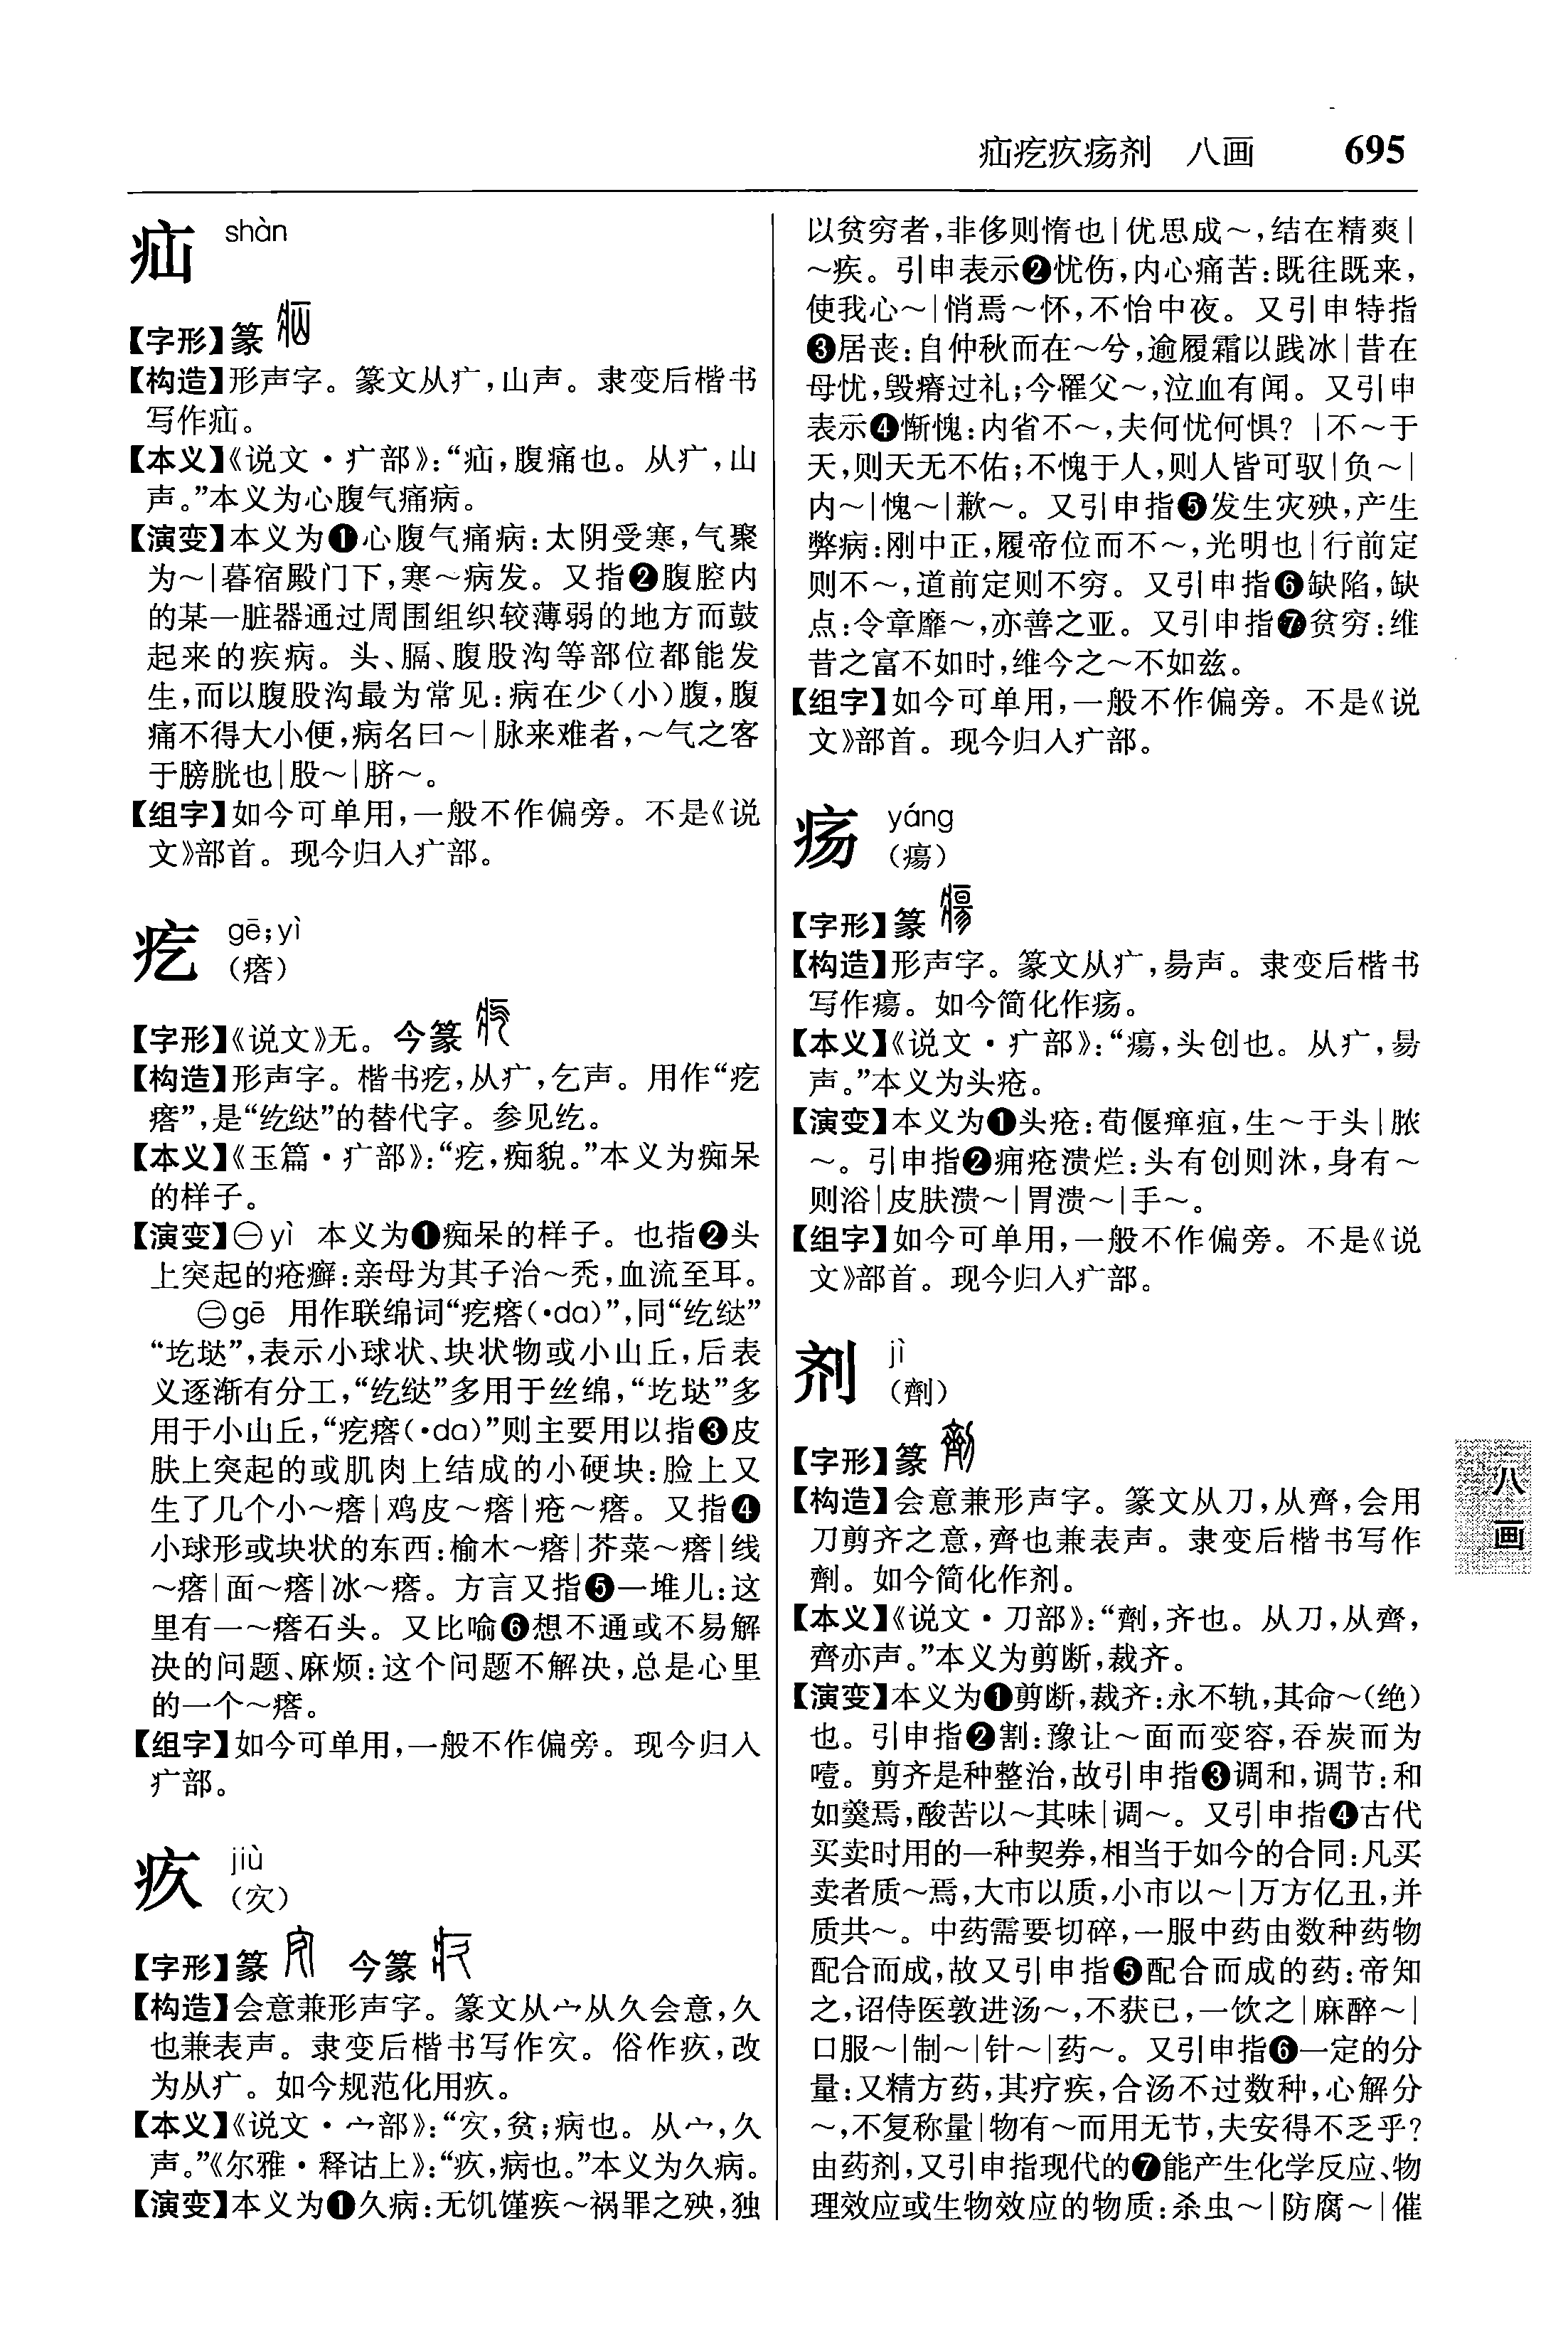 疝疙疚疡剂　八画　695
疝 shàn
【字形】篆
【构造】形声字。篆文从疒,山声。隶变后楷书
写作疝。
【本义】《说文·疒部》:“疝,腹痛也。从疒,山
声。”本义为心腹气痛病。
【演变】本义为❶心腹气痛病:太阴受寒,气聚
为～|暮宿殿门下,寒～病发。又指❷腹腔内
的某一脏器通过周围组织较薄弱的地方而鼓
起来的疾病。头、膈、腹股沟等部位都能发
生,而以腹股沟最为常见:病在少(小)腹,腹
痛不得大小便,病名曰～|脉来难者,～气之客
于膀胱也|股～|脐～。
【组字】如今可单用,一般不作偏旁。不是《说
文》部首。现今归入疒部。
疙 gē;yì
(瘩)
【字形】《说文》无。今篆
【构造】形声字。楷书疙,从疒,乞声。用作“疙
瘩”,是“纥繨”的替代字。参见纥。
【本义】《玉篇·疒部》:“疙,痴貌。”本义为痴呆
的样子。
【演变】㊀yì　本义为❶痴呆的样子。也指❷头
上突起的疮癣:亲母为其子治～秃,血流至耳。
㊁gē　用作联绵词“疙瘩(·da)”,同“纥繨”
“圪垯”,表示小球状、块状物或小山丘,后表
义逐渐有分工,“纥繨”多用于丝绵,“圪垯”多
用于小山丘,“疙瘩(·da)”则主要用以指❸皮
肤上突起的或肌肉上结成的小硬块:脸上又
生了几个小～瘩|鸡皮～瘩|疮～瘩。又指❹
小球形或块状的东西:榆木～瘩|芥菜～瘩|线
～瘩|面～瘩|冰～瘩。方言又指❺一堆儿:这
里有一～瘩石头。又比喻❻想不通或不易解
决的问题、麻烦:这个问题不解决,总是心里
的一个～瘩。
【组字】如今可单用,一般不作偏旁。现今归入
疒部。
疚 jiù
(㝌)
【字形】篆　今篆
【构造】会意兼形声字。篆文从宀从久会意,久
也兼表声。隶变后楷书写作㝌。俗作疚,改
为从疒。如今规范化用疚。
【本义】《说文·宀部》:“㝌,贫;病也。从宀,久
声。”《尔雅·释诂上》:“疚,病也。”本义为久病。
【演变】本义为❶久病:无饥馑疾～祸罪之殃,独
以贫穷者,非侈则惰也|优思成～,结在精爽|
～疾。引申表示❷忧伤,内心痛苦:既往既来,
使我心～|悄焉～怀,不怡中夜。又引申特指
❸居丧:自仲秋而在～兮,逾履霜以践冰|昔在
母忧,毁瘠过礼;今罹父～,泣血有闻。又引申
表示❹惭愧:内省不～,夫何忧何惧?|不～于
天,则天无不佑;不愧于人,则人皆可驭|负～|
内～|愧～|歉～。又引申指❺发生灾殃,产生
弊病:刚中正,履帝位而不～,光明也|行前定
则不～,道前定则不穷。又引申指❻缺陷,缺
点:令章靡～,亦善之亚。又引申指❼贫穷:维
昔之富不如时,维今之～不如兹。
【组字】如今可单用,一般不作偏旁。不是《说
文》部首。现今归入疒部。
疡 yáng
(瘍)
【字形】篆
【构造】形声字。篆文从疒,昜声。隶变后楷书
写作瘍。如今简化作疡。
【本义】《说文·疒部》:“瘍,头创也。从疒,昜
声。”本义为头疮。
【演变】本义为❶头疮:荀偃瘅疽,生～于头|脓
～。引申指❷痈疮溃烂:头有创则沐,身有～
则浴|皮肤溃～|胃溃～|手～。
【组字】如今可单用,一般不作偏旁。不是《说
文》部首。现今归入疒部。
剂 jì
(劑)
【字形】篆
【构造】会意兼形声字。篆文从刀,从齊,会用
刀剪齐之意,齊也兼表声。隶变后楷书写作
劑。如今简化作剂。
【本义】《说文·刀部》:“劑,齐也。从刀,从齊,
齊亦声。”本义为剪断,裁齐。
【演变】本义为❶剪断,裁齐:永不轨,其命～(绝)
也。引申指❷割:豫让～面而变容,吞炭而为
噎。剪齐是种整治,故引申指❸调和,调节:和
如羹焉,酸苦以～其味|调～。又引申指❹古代
买卖时用的一种契券,相当于如今的合同:凡买
卖者质～焉,大市以质,小市以～|万方亿丑,并
质共～。中药需要切碎,一服中药由数种药物
配合而成,故又引申指❺配合而成的药:帝知
之,诏侍医敦进汤～,不获已,一饮之|麻醉～|
口服～|制～|针～|药～。又引申指❻一定的分
量:又精方药,其疗疾,合汤不过数种,心解分
～,不复称量|物有～而用无节,夫安得不乏乎?
由药剂,又引申指现代的❼能产生化学反应、物
理效应或生物效应的物质:杀虫～|防腐～|催
八画